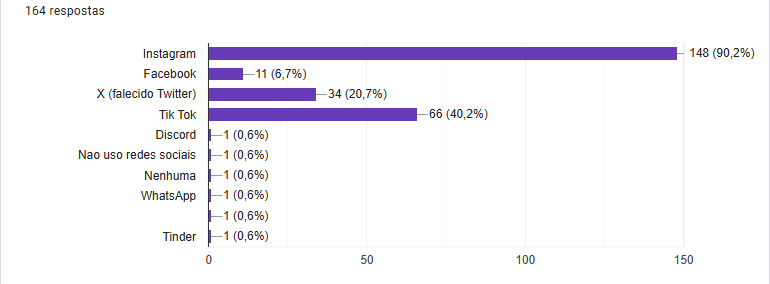 164 respostas
Instagram 148 (90,2%)
Facebook 11 (6,7%)
X (falecido Twitter) 34 (20,7%)
Tik Tok 66 (40,2%)
Discord 1 (0,6%)
Nao uso redes sociais 1 (0,6%)
Nenhuma 1 (0,6%)
WhatsApp 1 (0,6%)
1 (0,6%)
Tinder 1 (0,6%)
0 50 100 150